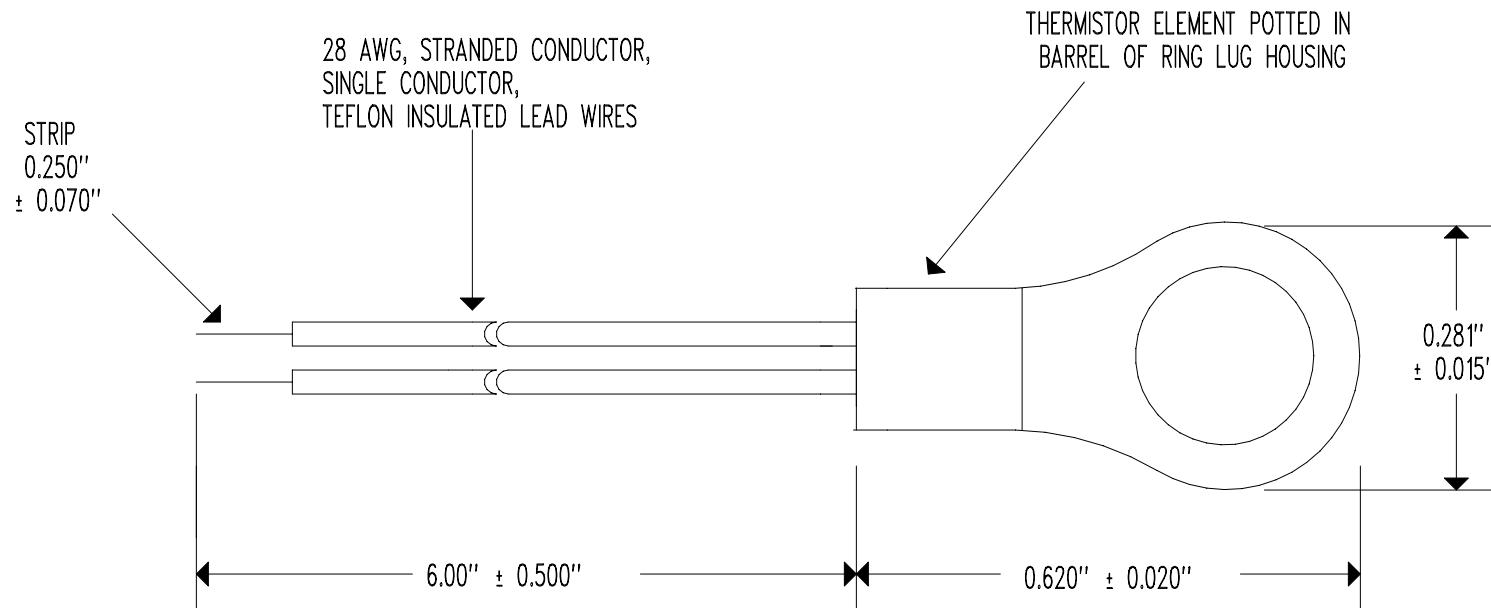 THERMISTOR ELEMENT POTTED IN
BARREL OF RING LUG HOUSING
28 AWG, STRANDED CONDUCTOR,
SINGLE CONDUCTOR,
TEFLON INSULATED LEAD WIRES
STRIP
0.250"
± 0.070"
0.281"
± 0.015"
6.00" ± 0.500"
0.620" ± 0.020"